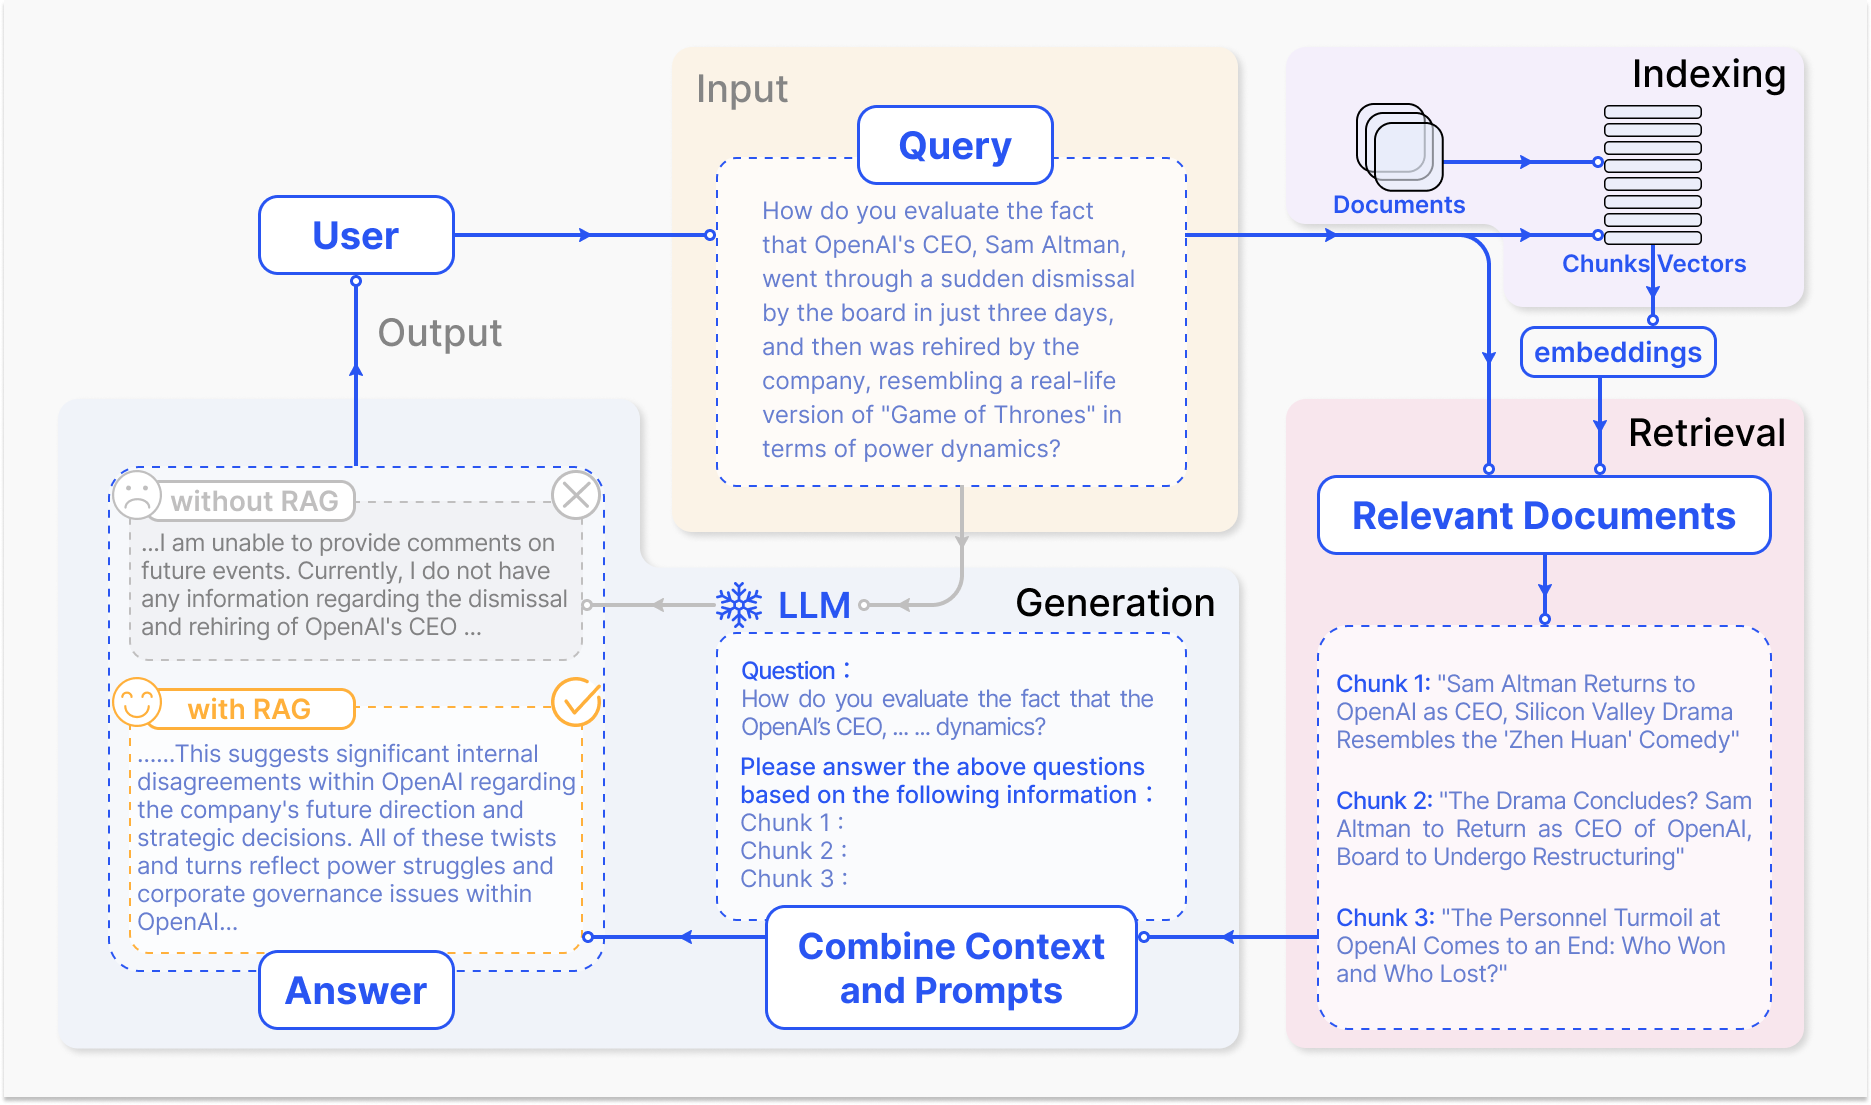 Input
Query
How do you evaluate the fact
that OpenAI's CEO, Sam Altman,
went through a sudden dismissal
by the board in just three days,
and then was rehired by the
company, resembling a real-life
version of "Game of Thrones" in
terms of power dynamics?
Indexing
Documents
Chunks Vectors
embeddings
User
Output
Retrieval
Relevant Documents
Chunk 1: "Sam Altman Returns to
OpenAI as CEO, Silicon Valley Drama
Resembles the 'Zhen Huan' Comedy"
Chunk 2: "The Drama Concludes? Sam
Altman to Return as CEO of OpenAI,
Board to Undergo Restructuring"
Chunk 3: "The Personnel Turmoil at
OpenAI Comes to an End: Who Won
and Who Lost?"
Generation
LLM
Question :
How do you evaluate the fact that the
OpenAI’s CEO, ... ... dynamics?
Please answer the above questions
based on the following information :
Chunk 1 :
Chunk 2 :
Chunk 3 :
Combine Context
and Prompts
without RAG
...I am unable to provide comments on
future events. Currently, I do not have
any information regarding the dismissal
and rehiring of OpenAI's CEO ...
with RAG
......This suggests significant internal
disagreements within OpenAI regarding
the company's future direction and
strategic decisions. All of these twists
and turns reflect power struggles and
corporate governance issues within
OpenAI...
Answer